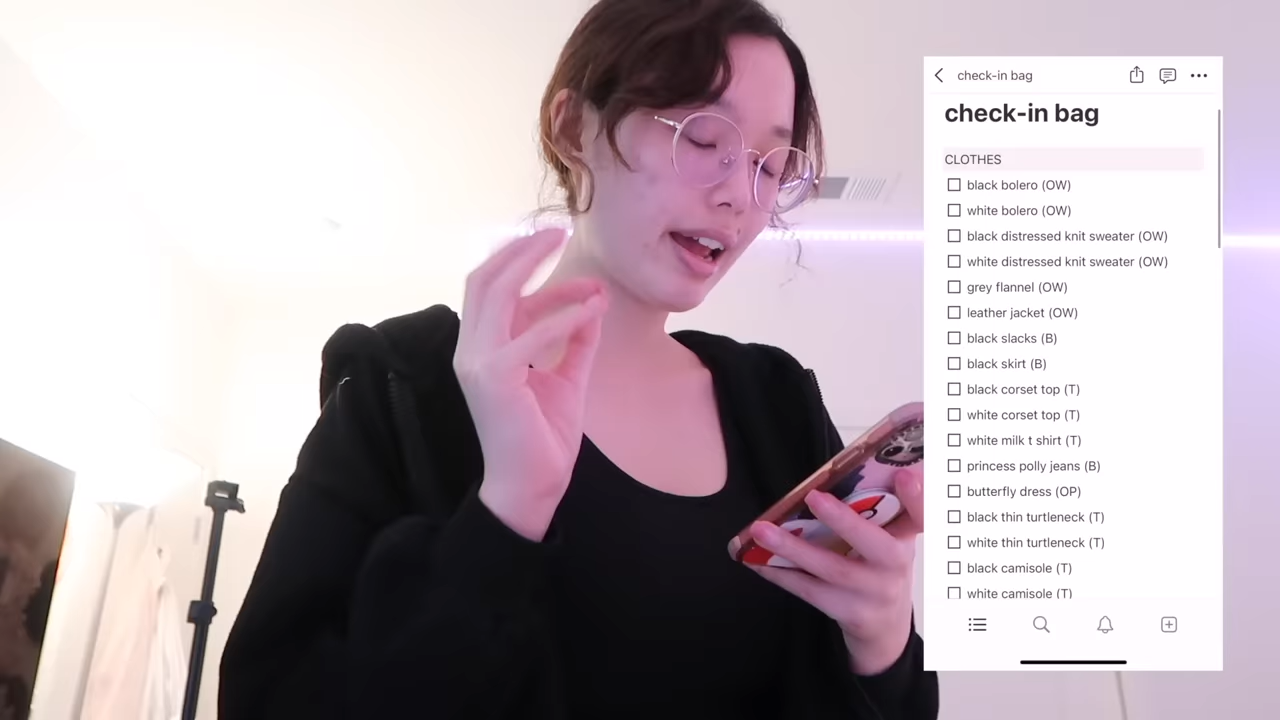 check-in bag
check-in bag
CLOTHES
black bolero (OW)
white bolero (OW)
black distressed knit sweater (OW)
white distressed knit sweater (OW)
grey flannel (OW)
leather jacket (OW)
black slacks (B)
black skirt (B)
black corset top (T)
white corset top (T)
white milk t shirt (T)
princess polly jeans (B)
butterfly dress (OP)
black thin turtleneck (T)
white thin turtleneck (T)
black camisole (T)
white camisole (T)